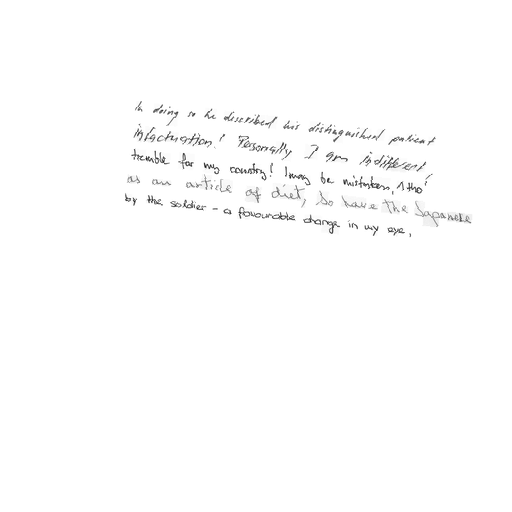 In doing so he described his distinguished patient
infactuation! Personally I am indifferent,
tremble for my country! I may be mistaken, tho'
as an article of diet, So have the Japanese
by the soldier - a favourable change in my eye,